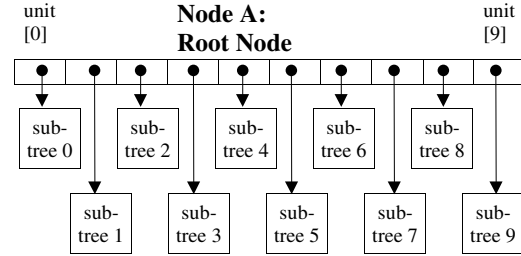 unit
[0]
Node A:
Root Node
unit
[9]
sub-
tree 0
sub-
tree 2
sub-
tree 4
sub-
tree 6
sub-
tree 8
sub-
tree 1
sub-
tree 3
sub-
tree 5
sub-
tree 7
sub-
tree 9